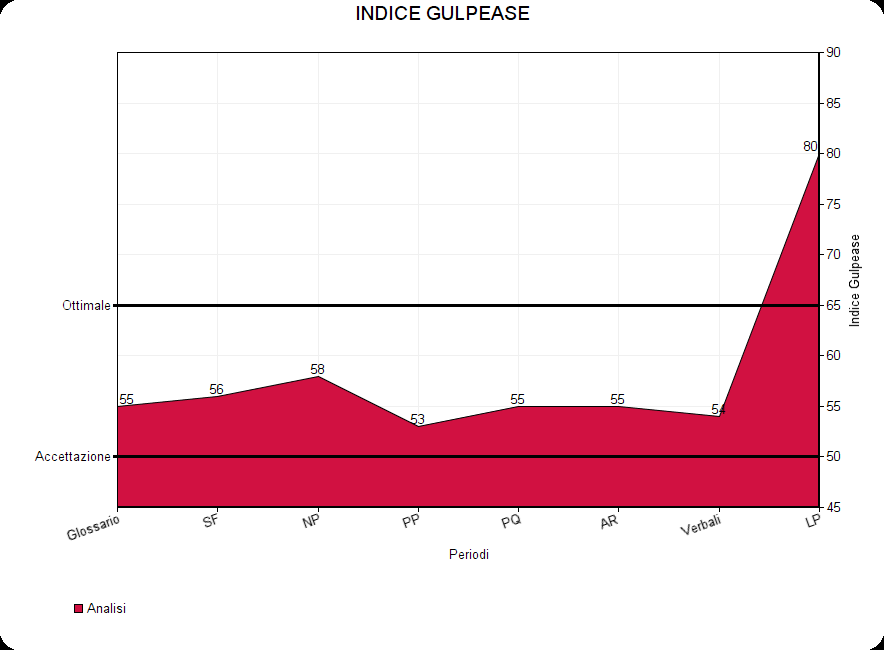 INDICE GULPEASE
90
85
80
80
75
70
Ottimale
65
Indice Gulpease
60
55
56
58
53
55
55
54
55
Accettazione
50
45
Glossario
SF
NP
PP
PQ
AR
Verbali
LP
Periodi
Analisi